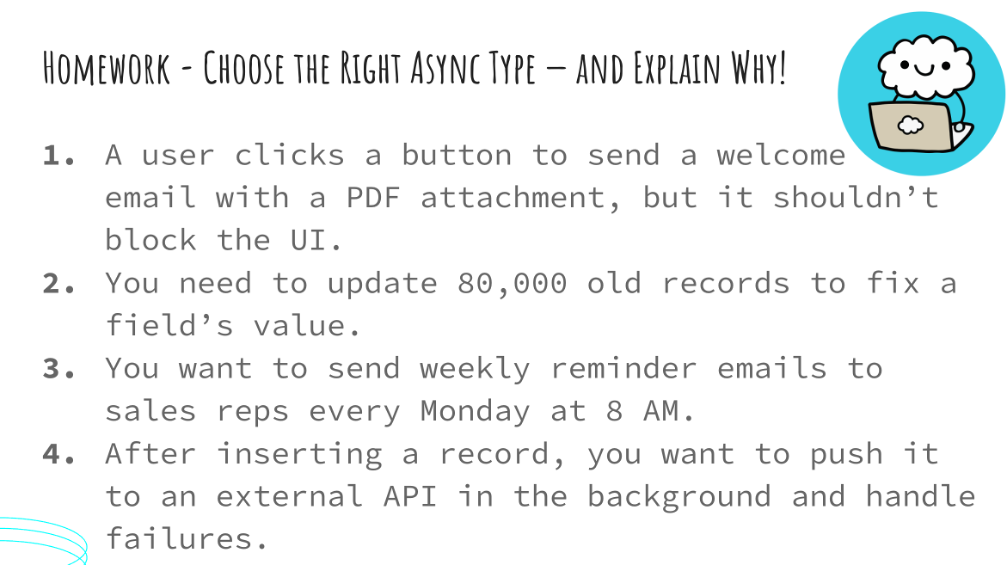 Homework - Choose the Right Async Type – and Explain Why!
1. A user clicks a button to send a welcome
email with a PDF attachment, but it shouldn’t
block the UI.
2. You need to update 80,000 old records to fix a
field’s value.
3. You want to send weekly reminder emails to
sales reps every Monday at 8 AM.
4. After inserting a record, you want to push it
to an external API in the background and handle
failures.